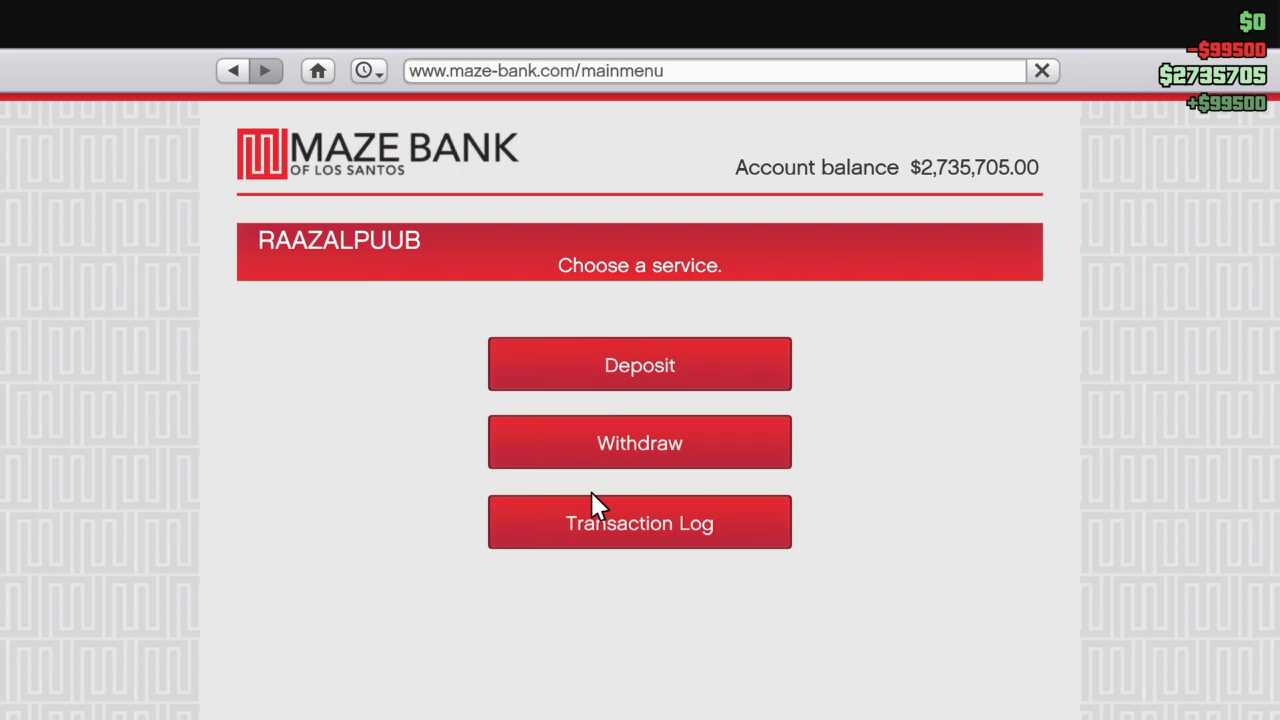 $0
-$99500
www.maze-bank.com/mainmenu
$2735705
+$99500
MAZE BANK
OF LOS SANTOS
Account balance $2,735,705.00
RAAZALPUUB
Choose a service.
Deposit
Withdraw
Transaction Log